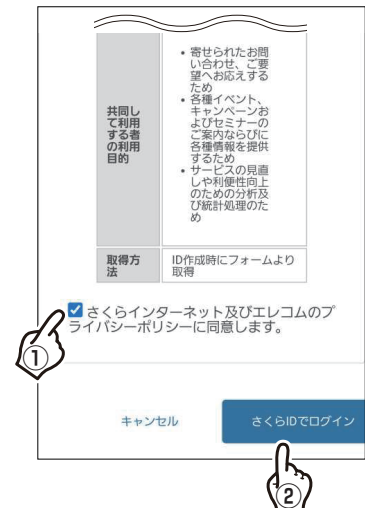 共同し
て利用
する者
の利用
目的
• 寄せられたお問
い合わせ、ご要
望へお応えする
ため
• 各種イベント、
キャンペーンお
よびセミナーの
ご案内ならびに
各種情報を提供
するため
• サービスの見直
しや利便性向上
のための分析及
び統計処理のた
め
取得方
法
ID作成時にフォームより
取得
さくらインターネット及びエレコムのプ
ライバシーポリシーに同意します。
①
キャンセル
さくらIDでログイン
②